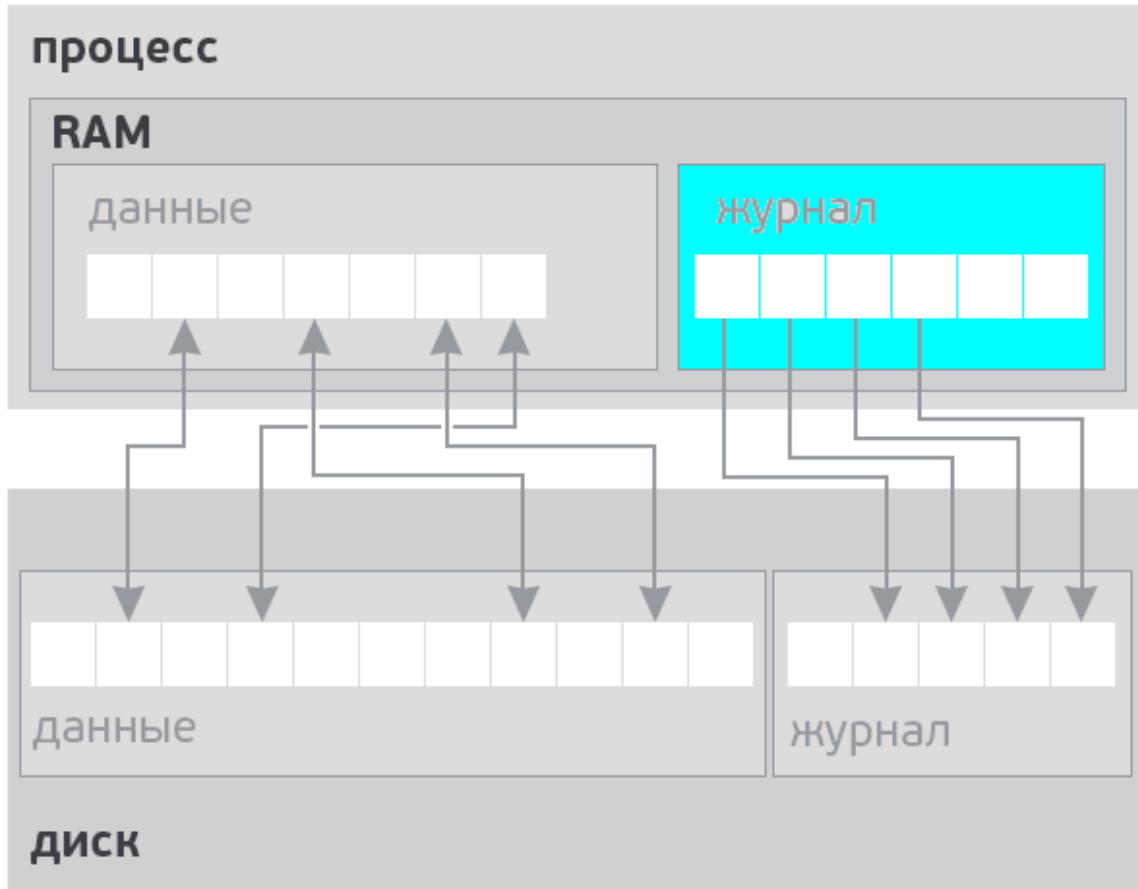 процесс
RAM
данные
журнал
данные
журнал
диск